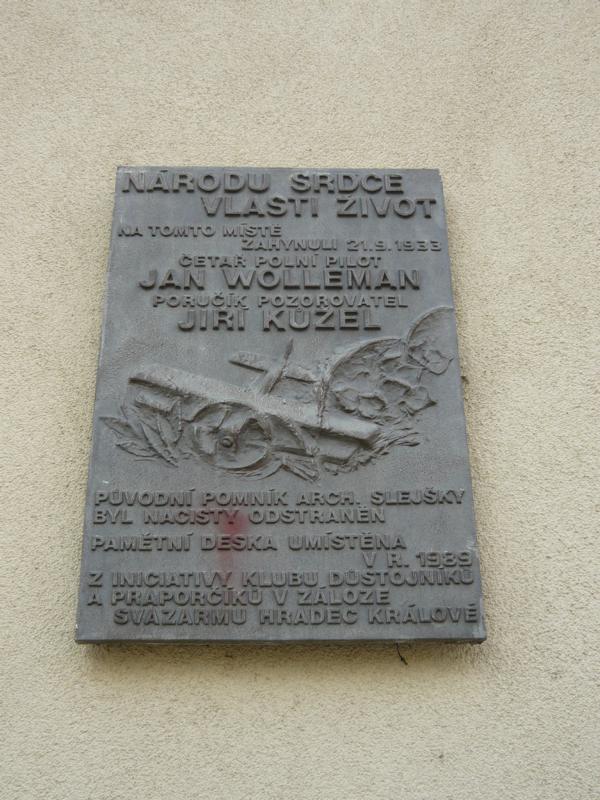 NÁRODU SRDCE
VLASTI ŽIVOT
NA TOMTO MÍSTĚ
ZAHYNULI 21.9.1933
ČETAŘ POLNÍ PILOT
JAN WOLLEMAN
PORUČÍK POZOROVATEL
JIŘÍ KUŽEL
PŮVODNÍ POMNÍK ARCH. SLEJŠKY
BYL NACISTY ODSTRANĚN
PAMĚTNÍ DESKA UMÍSTĚNA
V R. 1989
Z INICIATIVY KLUBU DŮSTOJNÍKŮ
A PRAPORČÍKŮ V ZÁLOZE
SVAZARMU HRADEC KRÁLOVÉ